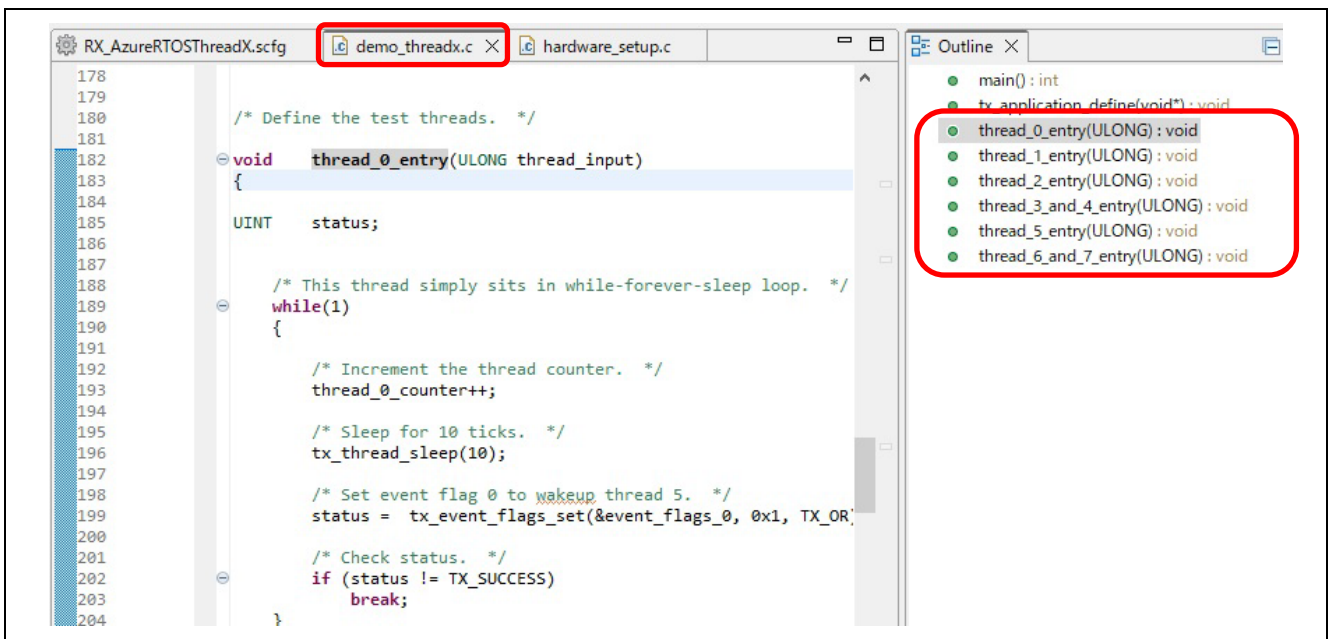 RX_AzureRTOSThreadX.scfg demo_threadx.c hardware_setup.c
178
179
180 /* Define the test threads.  */
181
182 void    thread_0_entry(ULONG thread_input)
183 {
184
185 UINT    status;
186
187
188     /* This thread simply sits in while-forever-sleep loop.  */
189     while(1)
190     {
191
192         /* Increment the thread counter.  */
193         thread_0_counter++;
194
195         /* Sleep for 10 ticks.  */
196         tx_thread_sleep(10);
197
198         /* Set event flag 0 to wakeup thread 5.  */
199         status =  tx_event_flags_set(&event_flags_0, 0x1, TX_OR)
200
201         /* Check status.  */
202         if (status != TX_SUCCESS)
203             break;
204     }
Outline
main() : int
tx_application_define(void*) : void
thread_0_entry(ULONG) : void
thread_1_entry(ULONG) : void
thread_2_entry(ULONG) : void
thread_3_and_4_entry(ULONG) : void
thread_5_entry(ULONG) : void
thread_6_and_7_entry(ULONG) : void